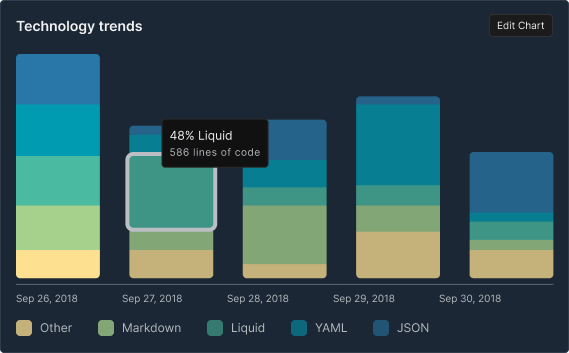 Technology trends
Edit Chart
48% Liquid
586 lines of code
Sep 26, 2018
Sep 27, 2018
Sep 28, 2018
Sep 29, 2018
Sep 30, 2018
Other
Markdown
Liquid
YAML
JSON